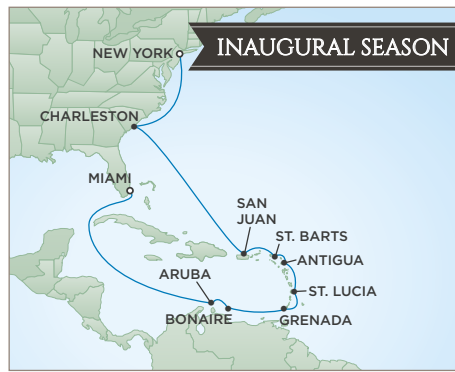 INAUGURAL SEASON
NEW YORK
CHARLESTON
MIAMI
SAN
JUAN
ST. BARTS
ANTIGUA
ARUBA
ST. LUCIA
BONAIRE
GRENADA